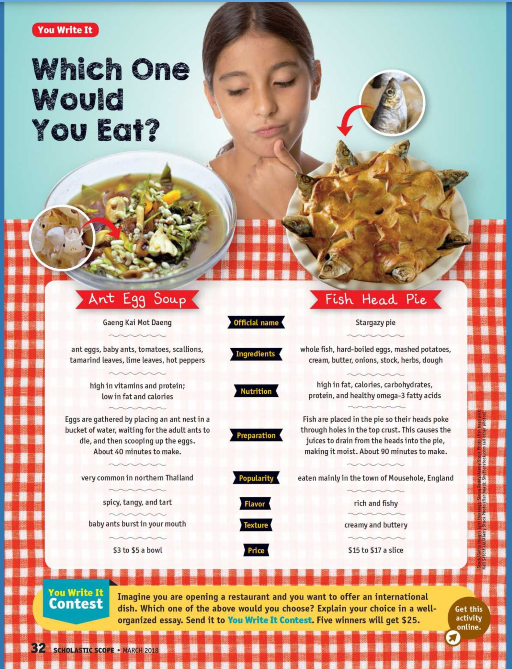 You Write It
Which One
Would
You Eat?
Ant Egg Soup
Fish Head Pie
Gaeng Kai Mot Daeng
Official name
Stargazy pie
ant eggs, baby ants, tomatoes, scallions,
tamarind leaves, lime leaves, hot peppers
Ingredients
whole fish, hard-boiled eggs, mashed potatoes,
cream, butter, onions, stock, herbs, dough
high in vitamins and protein;
low in fat and calories
Nutrition
high in fat, calories, carbohydrates,
protein, and healthy omega-3 fatty acids
Eggs are gathered by placing an ant nest in a
bucket of water, waiting for the adult ants to
die, and then scooping up the eggs.
About 40 minutes to make.
Preparation
Fish are placed in the pie so their heads poke
through holes in the top crust. This causes the
juices to drain from the heads into the pie,
making it moist. About 90 minutes to make.
very common in northern Thailand
Popularity
eaten mainly in the town of Mousehole, England
spicy, tangy, and tart
Flavor
rich and fishy
baby ants burst in your mouth
Texture
creamy and buttery
$3 to $5 a bowl
Price
$15 to $17 a slice
You Write It
Contest
Imagine you are opening a restaurant and you want to offer an international
dish. Which one of the above would you choose? Explain your choice in a well-
organized essay. Send it to You Write It Contest. Five winners will get $25.
Get this
activity
online.
32 SCHOLASTIC SCOPE • MARCH 2018